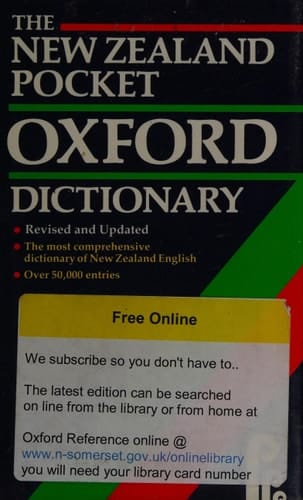 THE
NEW ZEALAND
POCKET
OXFORD
DICTIONARY
• Revised and Updated
• The most comprehensive
dictionary of New Zealand English
• Over 50,000 entries
Free Online
We subscribe so you don't have to..
The latest edition can be searched
on line from the library or from home at
Oxford Reference online @
www.n-somerset.gov.uk/onlinelibrary
you will need your library card number